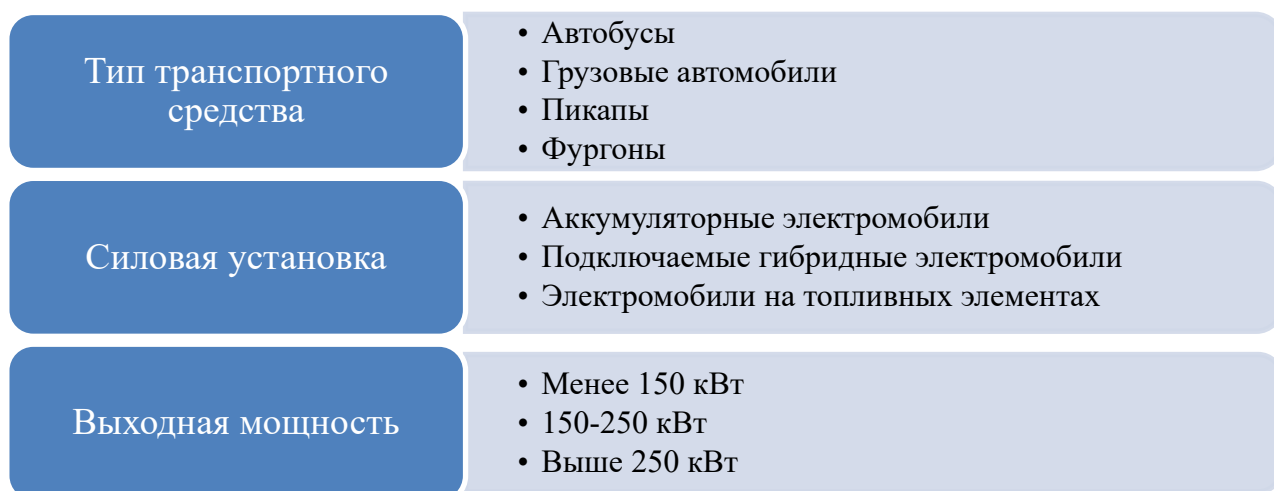 Тип транспортного
средства
• Автобусы
• Грузовые автомобили
• Пикапы
• Фургоны
Силовая установка
• Аккумуляторные электромобили
• Подключаемые гибридные электромобили
• Электромобили на топливных элементах
Выходная мощность
• Менее 150 кВт
• 150-250 кВт
• Выше 250 кВт